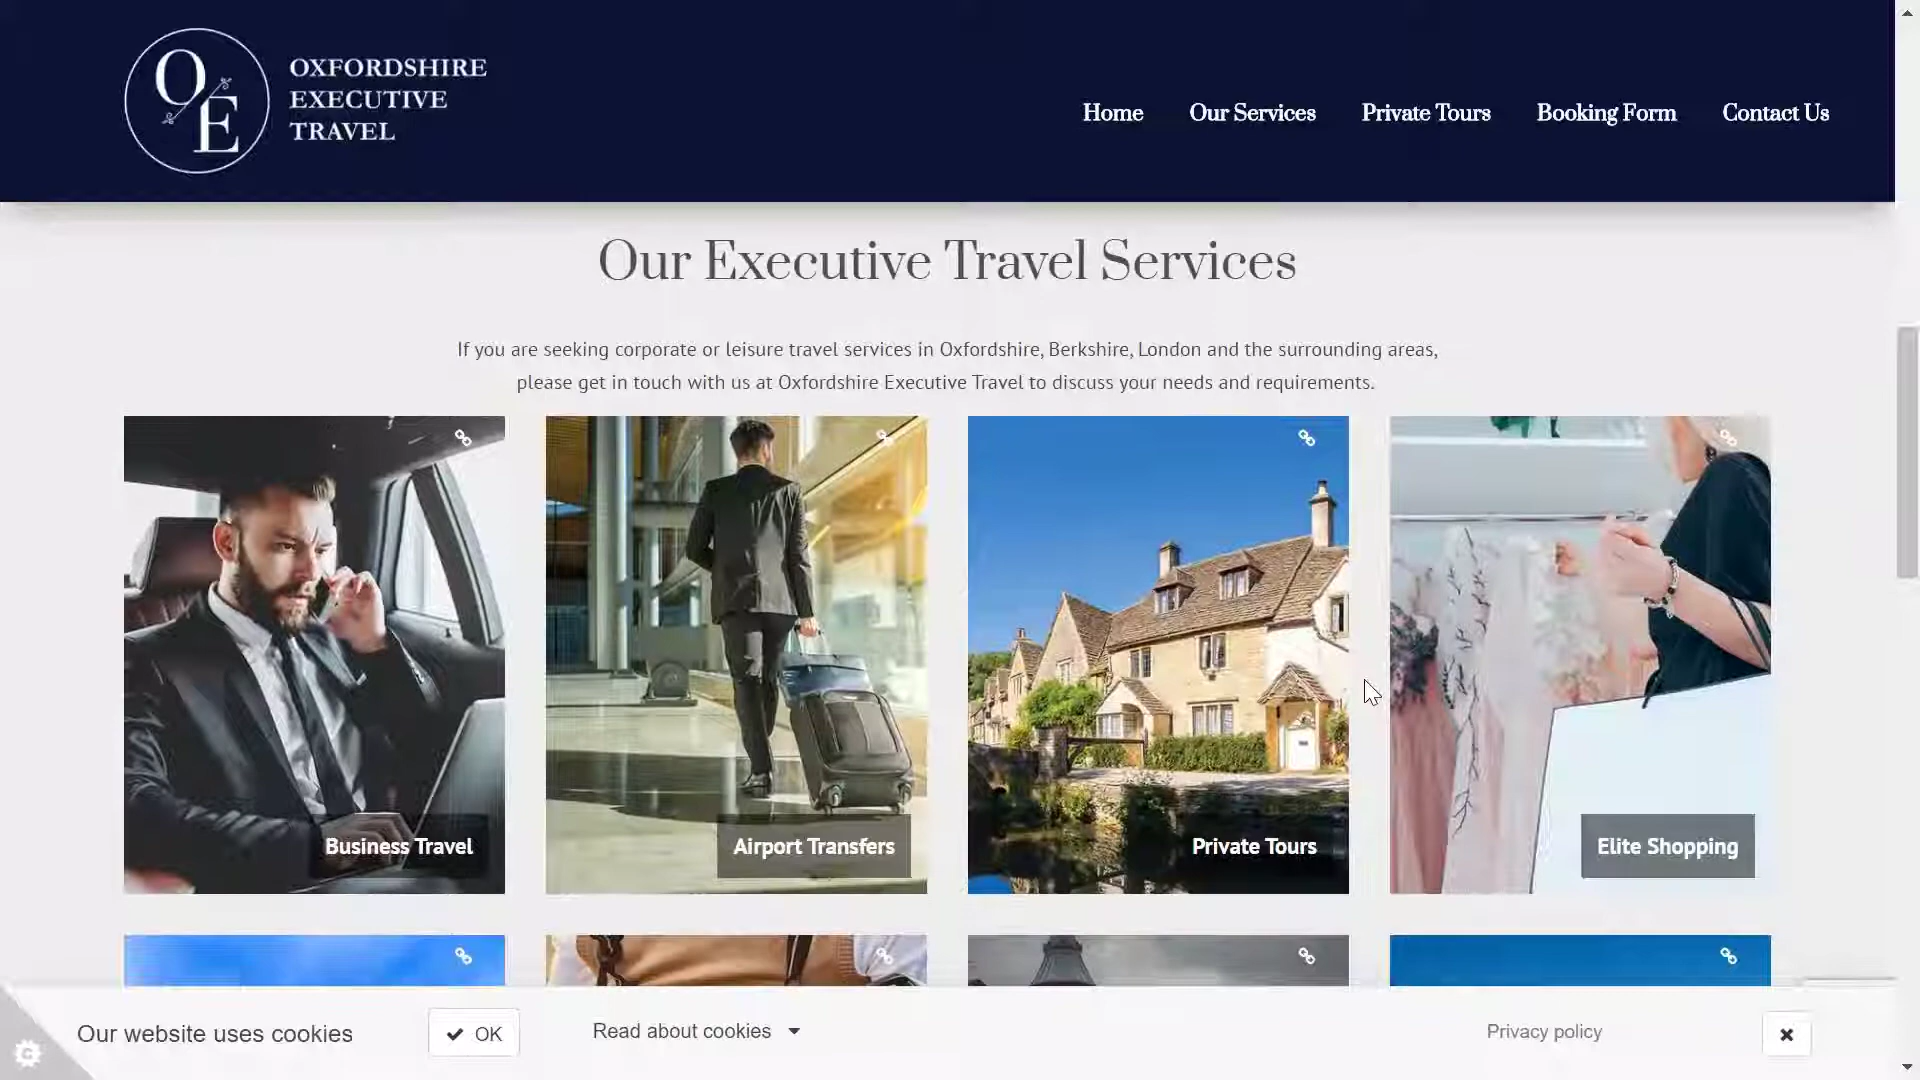 OE
OXFORDSHIRE
EXECUTIVE
TRAVEL
Home
Our Services
Private Tours
Booking Form
Contact Us
Our Executive Travel Services
If you are seeking corporate or leisure travel services in Oxfordshire, Berkshire, London and the surrounding areas,
please get in touch with us at Oxfordshire Executive Travel to discuss your needs and requirements.
Business Travel
Airport Transfers
Private Tours
Elite Shopping
Our website uses cookies
OK
Read about cookies
Privacy policy